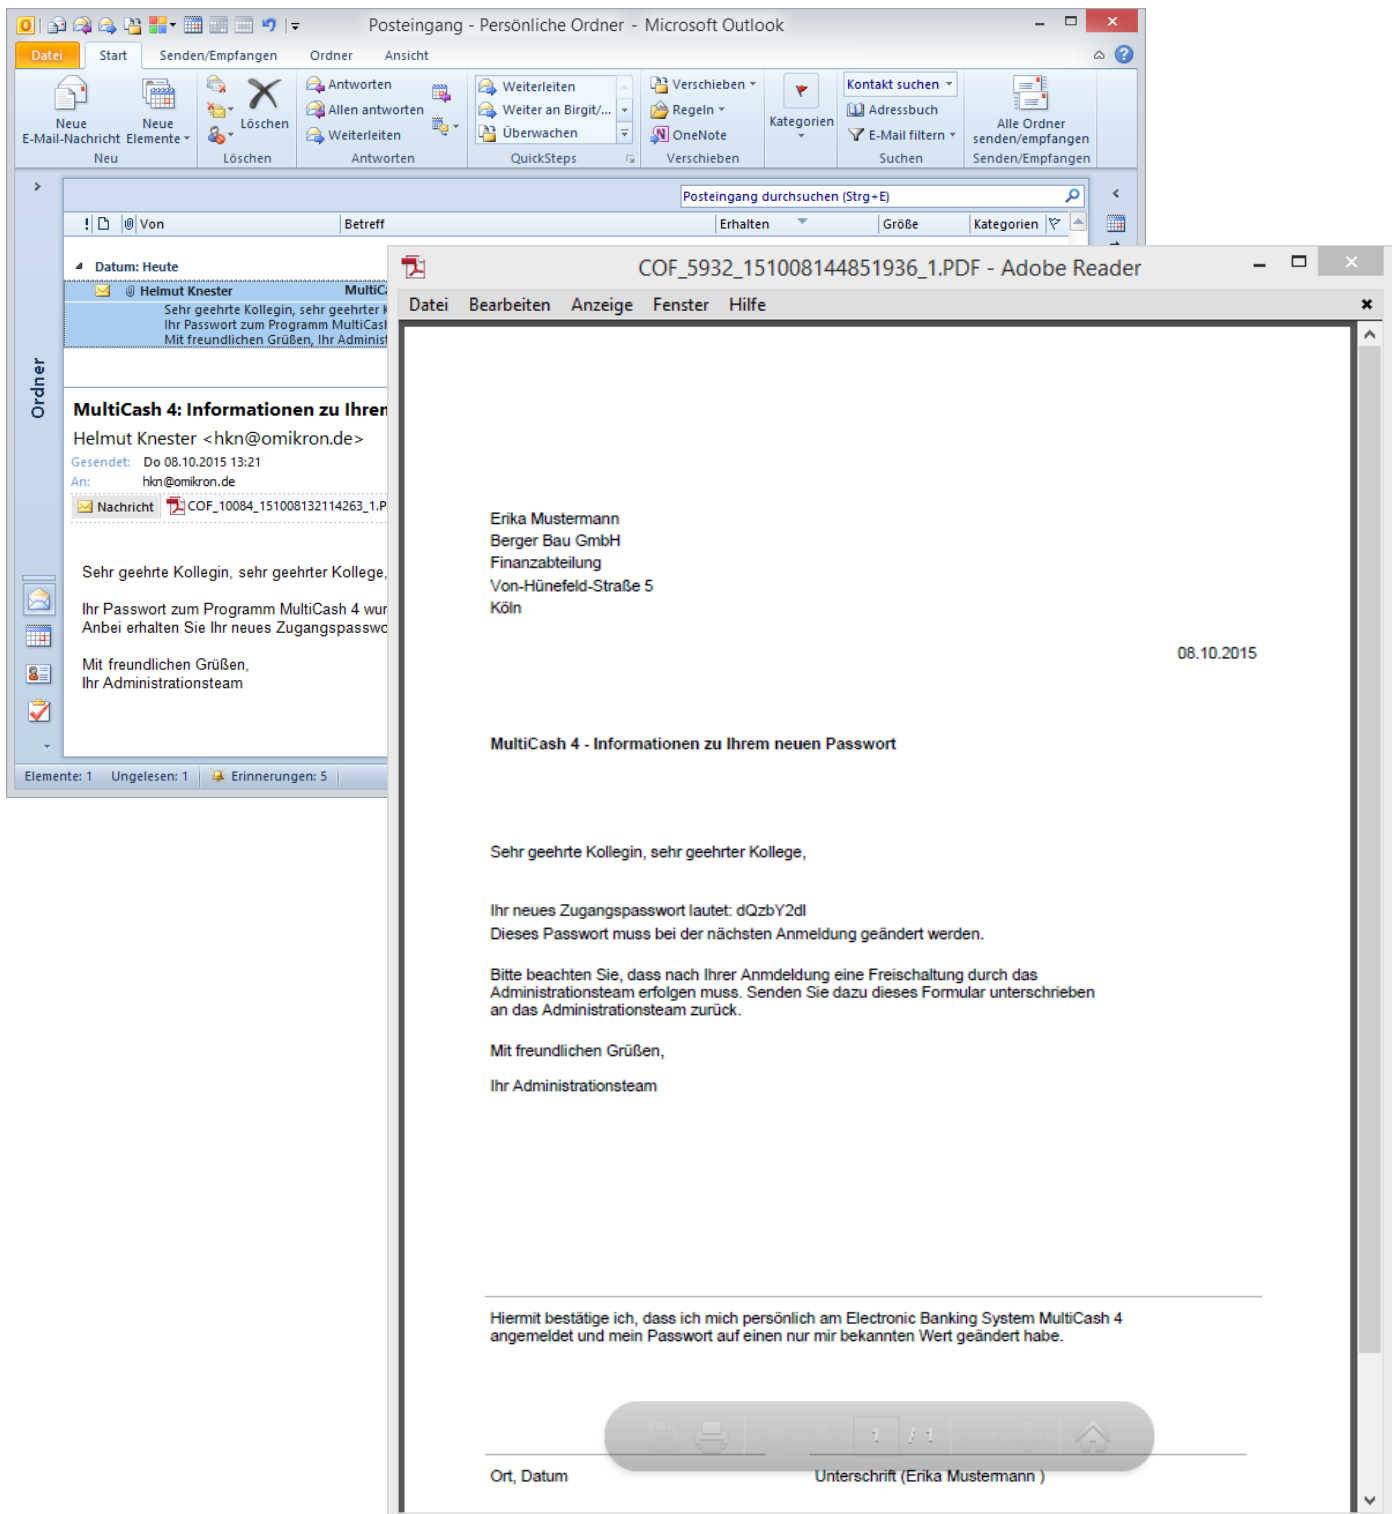 Posteingang - Persönliche Ordner - Microsoft Outlook
Datei Start Senden/Empfangen Ordner Ansicht
Neue E-Mail-Nachricht
Neue Elemente
Neu
Löschen
Löschen
Antworten
Allen antworten
Weiterleiten
Antworten
Weiterleiten
Weiter an Birgit/...
Überwachen
QuickSteps
Verschieben
Regeln
OneNote
Verschieben
Kategorien
Kontakt suchen
Adressbuch
E-Mail filtern
Suchen
Alle Ordner senden/empfangen
Senden/Empfangen
Posteingang durchsuchen (Strg+E)
! Von Betreff Erhalten Größe Kategorien
Datum: Heute
Helmut Knester MultiCa
Sehr geehrte Kollegin, sehr geehrter K
Ihr Passwort zum Programm MultiCash
Mit freundlichen Grüßen, Ihr Administ
Ordner
MultiCash 4: Informationen zu Ihren
Helmut Knester <hkn@omikron.de>
Gesendet: Do 08.10.2015 13:21
An: hkn@omikron.de
Nachricht COF_10084_151008132114263_1.P
Sehr geehrte Kollegin, sehr geehrter Kollege,
Ihr Passwort zum Programm MultiCash 4 wur
Anbei erhalten Sie Ihr neues Zugangspasswo
Mit freundlichen Grüßen,
Ihr Administrationsteam
Elemente: 1 Ungelesen: 1 Erinnerungen: 5
COF_5932_151008144851936_1.PDF - Adobe Reader
Datei Bearbeiten Anzeige Fenster Hilfe
Erika Mustermann
Berger Bau GmbH
Finanzabteilung
Von-Hünefeld-Straße 5
Köln
08.10.2015
MultiCash 4 - Informationen zu Ihrem neuen Passwort
Sehr geehrte Kollegin, sehr geehrter Kollege,
Ihr neues Zugangspasswort lautet: dQzbY2dl
Dieses Passwort muss bei der nächsten Anmeldung geändert werden.
Bitte beachten Sie, dass nach Ihrer Anmdeldung eine Freischaltung durch das
Administrationsteam erfolgen muss. Senden Sie dazu dieses Formular unterschrieben
an das Administrationsteam zurück.
Mit freundlichen Grüßen,
Ihr Administrationsteam
Hiermit bestätige ich, dass ich mich persönlich am Electronic Banking System MultiCash 4
angemeldet und mein Passwort auf einen nur mir bekannten Wert geändert habe.
1 / 1
Ort, Datum Unterschrift (Erika Mustermann )